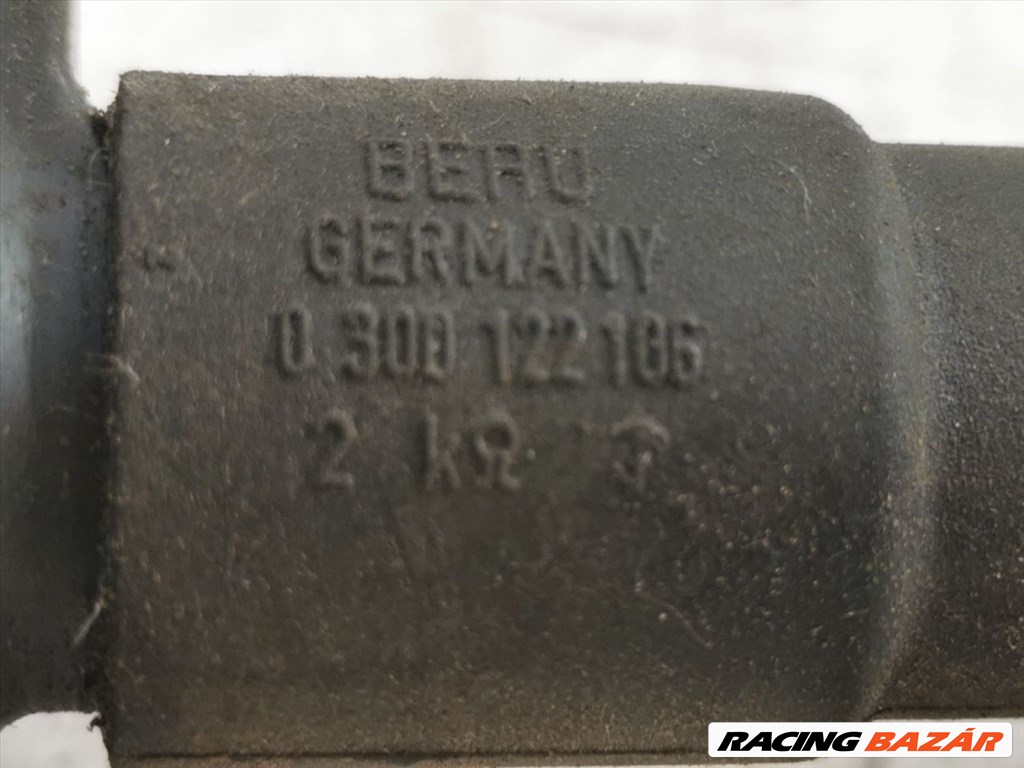 BERU
GERMANY
0 300 122 106
2 kΩ
RACING BAZÁR